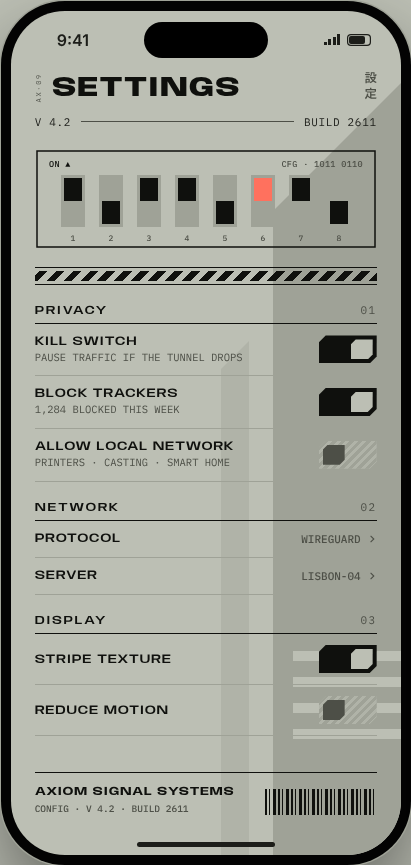 9:41
AX-09
SETTINGS
設定
V 4.2
BUILD 2611
ON ▲
CFG · 1011 0110
1 2 3 4 5 6 7 8
PRIVACY 01
KILL SWITCH
PAUSE TRAFFIC IF THE TUNNEL DROPS
BLOCK TRACKERS
1,284 BLOCKED THIS WEEK
ALLOW LOCAL NETWORK
PRINTERS · CASTING · SMART HOME
NETWORK 02
PROTOCOL WIREGUARD >
SERVER LISBON-04 >
DISPLAY 03
STRIPE TEXTURE
REDUCE MOTION
AXIOM SIGNAL SYSTEMS
CONFIG · V 4.2 · BUILD 2611